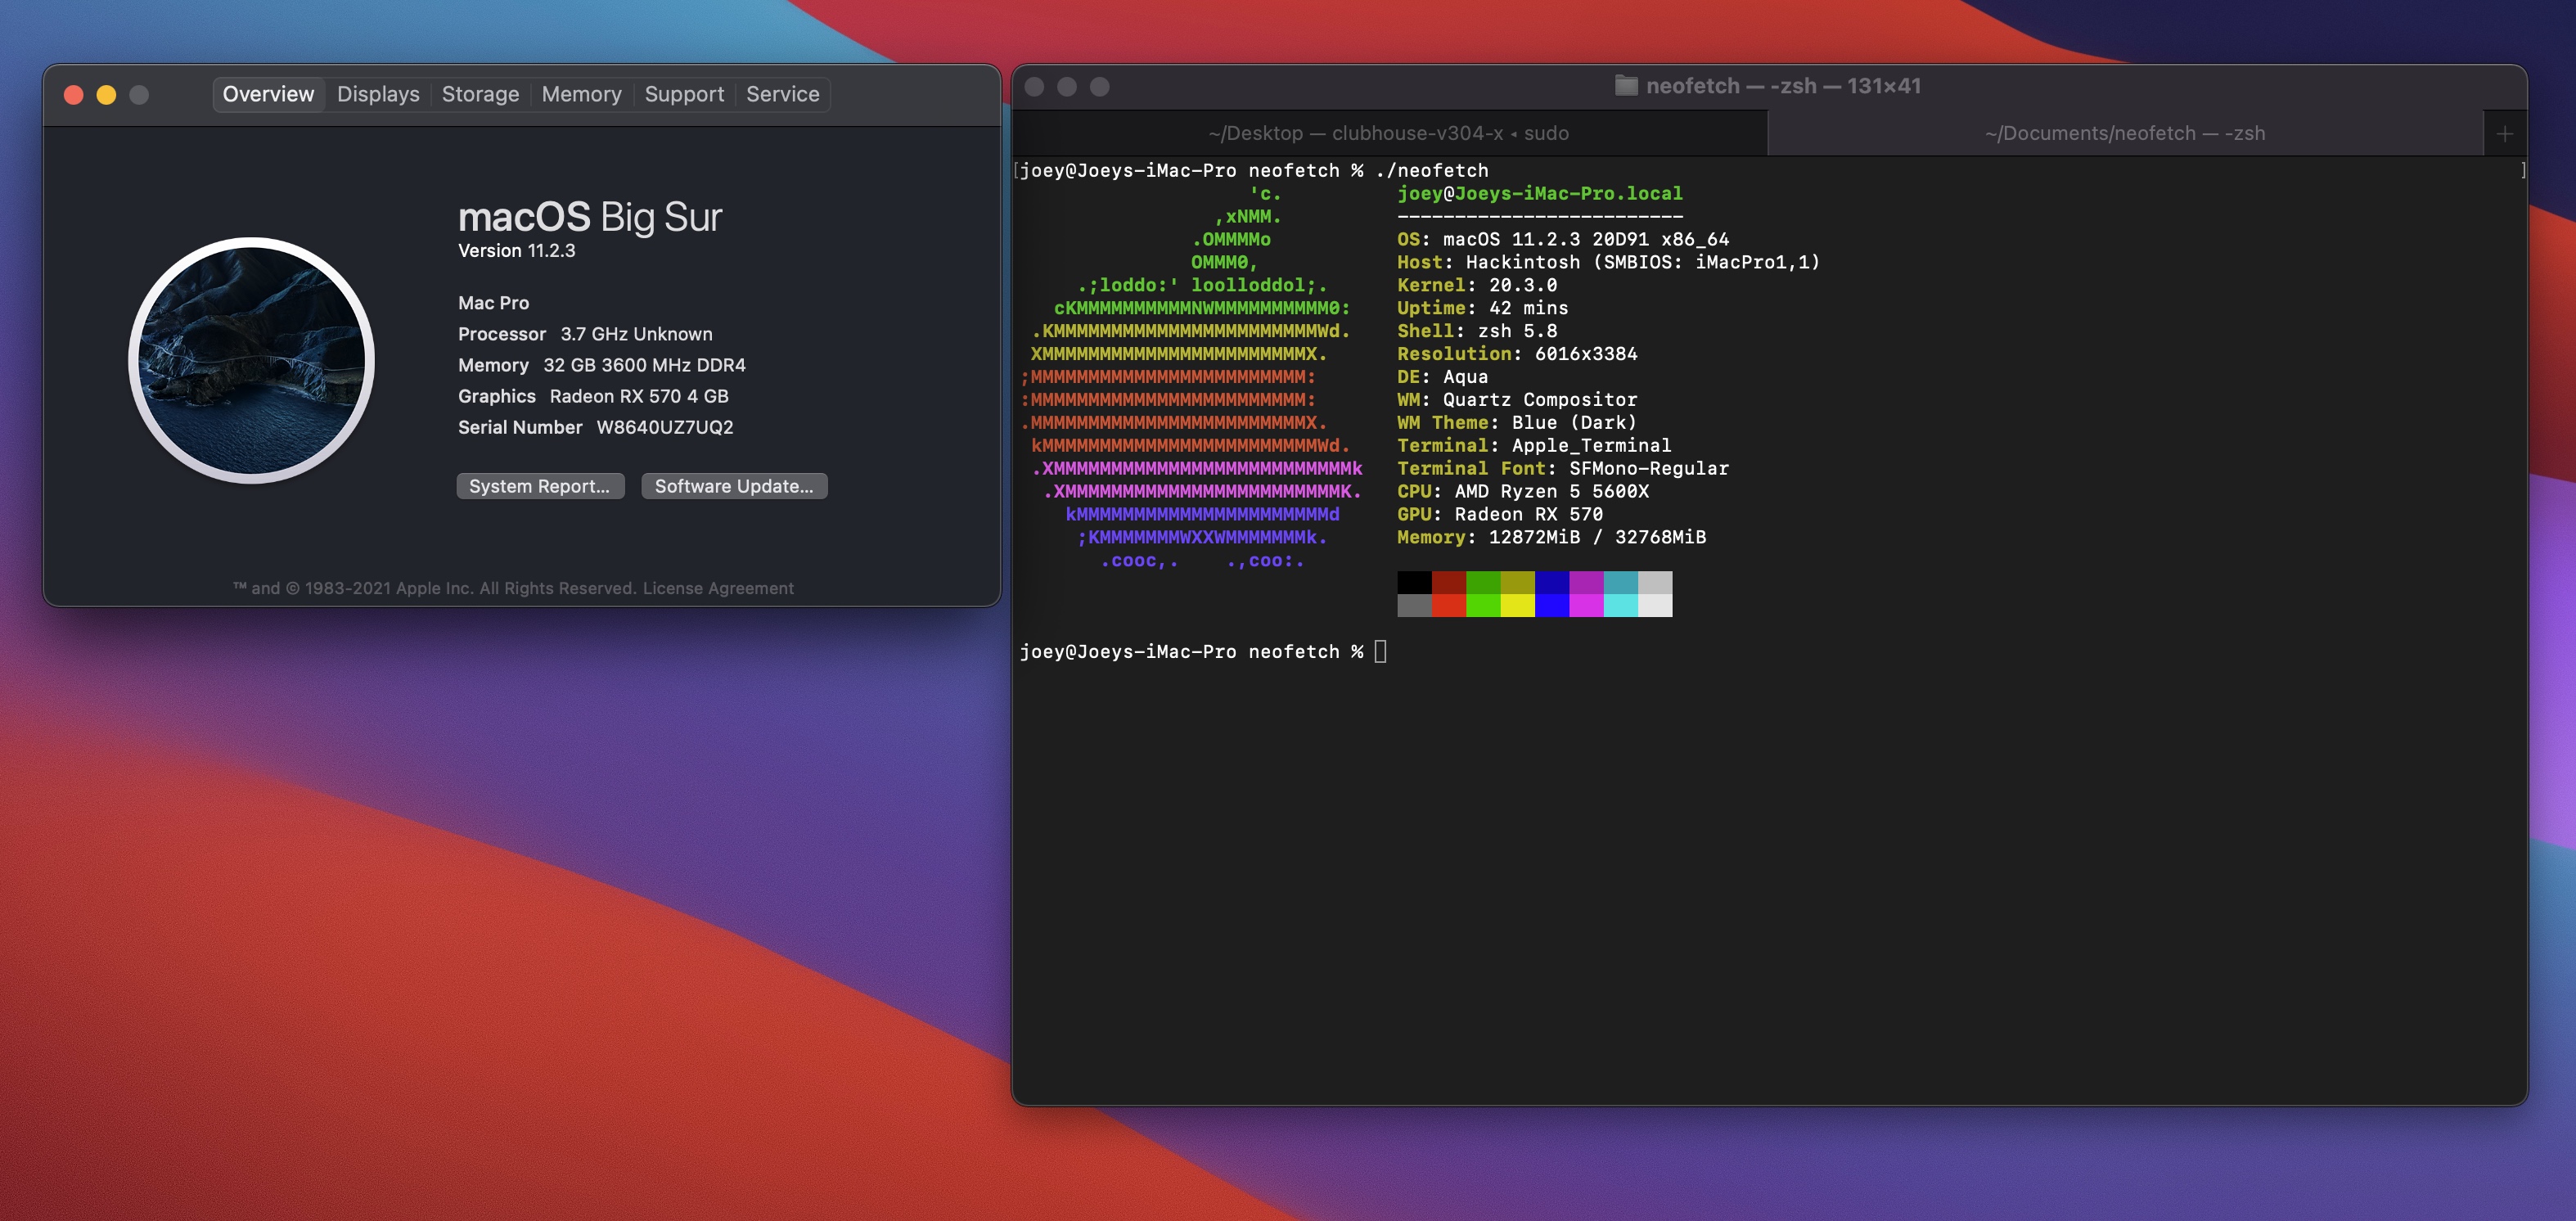 Overview Displays Storage Memory Support Service
macOS Big Sur
Version 11.2.3
Mac Pro
Processor 3.7 GHz Unknown
Memory 32 GB 3600 MHz DDR4
Graphics Radeon RX 570 4 GB
Serial Number W8640UZ7UQ2
System Report... Software Update...
™ and © 1983-2021 Apple Inc. All Rights Reserved. License Agreement
neofetch — -zsh — 131×41
~/Desktop — clubhouse-v304-x ◂ sudo ~/Documents/neofetch — -zsh +
[joey@Joeys-iMac-Pro neofetch % ./neofetch ]
'c. joey@Joeys-iMac-Pro.local
,xNMM. -------------------------
.OMMMMo OS: macOS 11.2.3 20D91 x86_64
OMMM0, Host: Hackintosh (SMBIOS: iMacPro1,1)
.;loddo:' loolloddol;. Kernel: 20.3.0
cKMMMMMMMMMMNWMMMMMMMMMM0: Uptime: 42 mins
.KMMMMMMMMMMMMMMMMMMMMMMMWd. Shell: zsh 5.8
XMMMMMMMMMMMMMMMMMMMMMMMX. Resolution: 6016x3384
;MMMMMMMMMMMMMMMMMMMMMMMM: DE: Aqua
:MMMMMMMMMMMMMMMMMMMMMMMM: WM: Quartz Compositor
.MMMMMMMMMMMMMMMMMMMMMMMMX. WM Theme: Blue (Dark)
kMMMMMMMMMMMMMMMMMMMMMMMMWd. Terminal: Apple_Terminal
.XMMMMMMMMMMMMMMMMMMMMMMMMMMk Terminal Font: SFMono-Regular
.XMMMMMMMMMMMMMMMMMMMMMMMMK. CPU: AMD Ryzen 5 5600X
kMMMMMMMMMMMMMMMMMMMMMMd GPU: Radeon RX 570
;KMMMMMMMWXXWMMMMMMMk. Memory: 12872MiB / 32768MiB
.cooc,. .,coo:.
joey@Joeys-iMac-Pro neofetch %